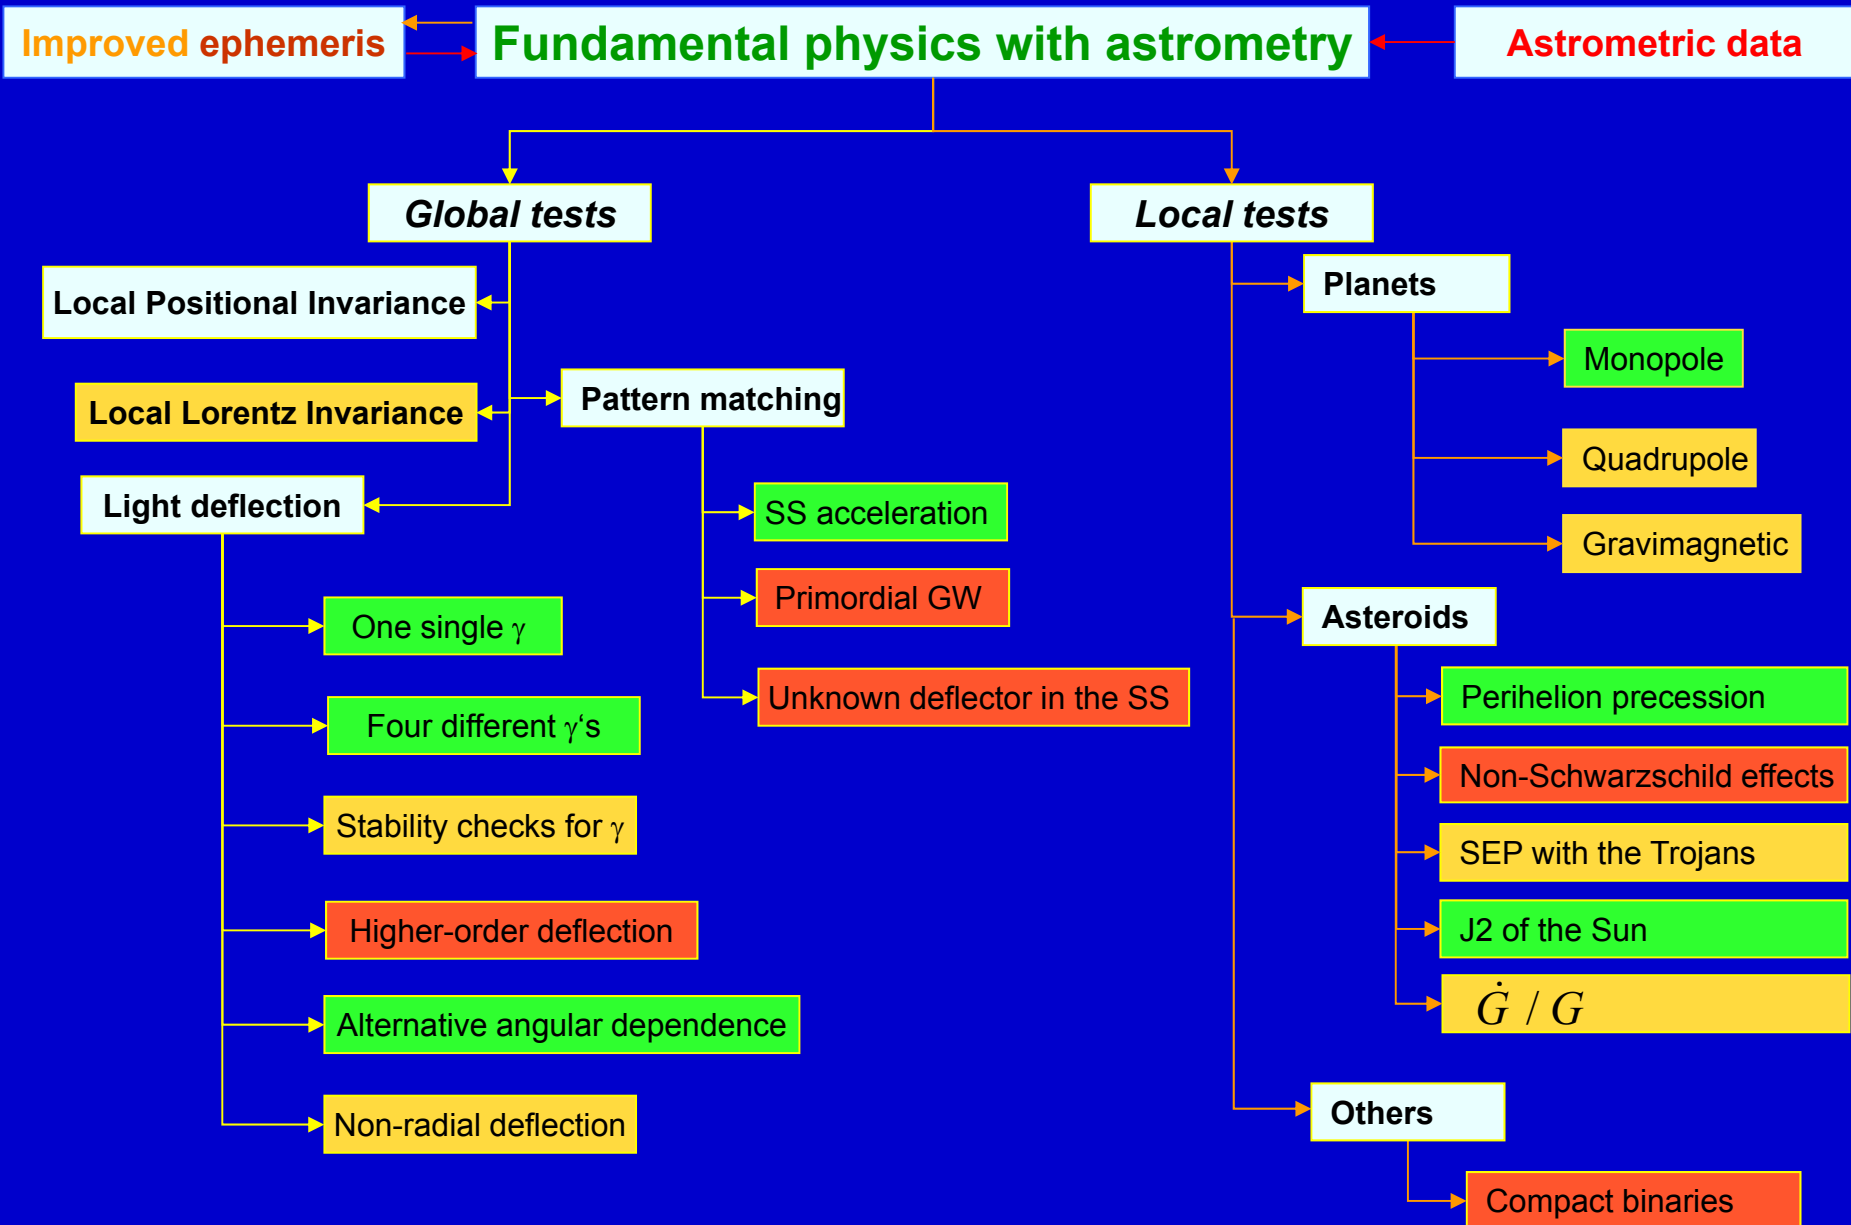 Improved ephemeris
Fundamental physics with astrometry
Astrometric data
Global tests
Local Positional Invariance
Local Lorentz Invariance
Light deflection
One single γ
Four different γ‘s
Stability checks for γ
Higher-order deflection
Alternative angular dependence
Non-radial deflection
Pattern matching
SS acceleration
Primordial GW
Unknown deflector in the SS
Local tests
Planets
Monopole
Quadrupole
Gravimagnetic
Asteroids
Perihelion precession
Non-Schwarzschild effects
SEP with the Trojans
J2 of the Sun
Ġ / G
Others
Compact binaries